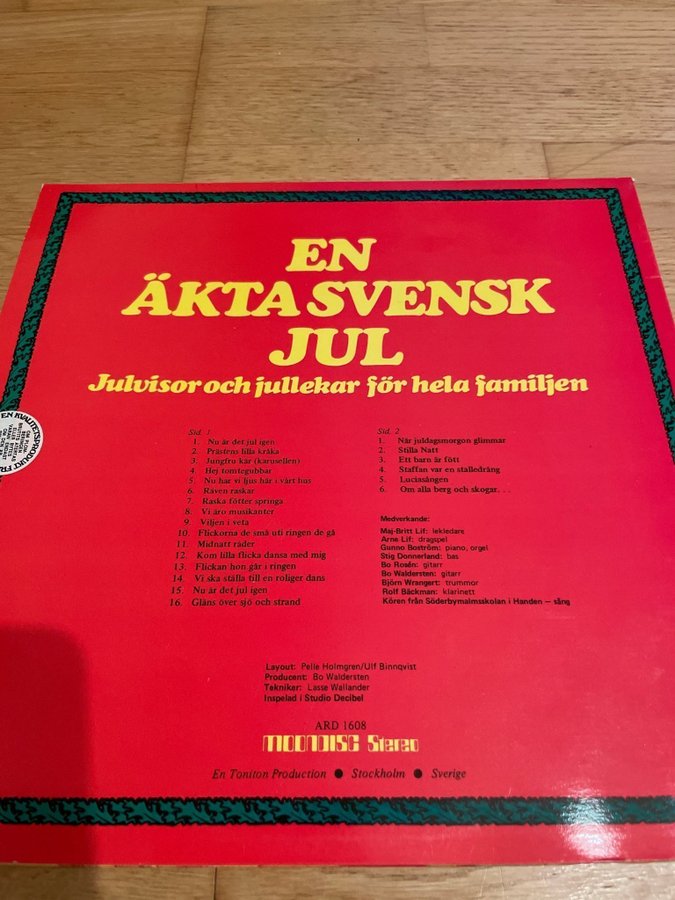 EN
ÄKTA SVENSK
JUL
Julvisor och jullekar för hela familjen
EN KVALITETSPRODUKT FR
Sid. 1
1. Nu är det jul igen
2. Prästens lilla kråka
3. Jungfru kär (karusellen)
4. Hej tomtegubbar
5. Nu har vi ljus här i vårt hus
6. Räven raskar
7. Raska fötter springa
8. Vi äro musikanter
9. Viljen i veta
10. Flickorna de små uti ringen de gå
11. Midnatt råder
12. Kom lilla flicka dansa med mig
13. Flickan hon går i ringen
14. Vi ska ställa till en roliger dans
15. Nu är det jul igen
16. Gläns över sjö och strand
Sid. 2
1. När juldagsmorgon glimmar
2. Stilla Natt
3. Ett barn är fött
4. Staffan var en stalledräng
5. Luciasången
6. Om alla berg och skogar. . .
Medverkande:
Maj-Britt Lif: lekledare
Arne Lif: dragspel
Gunno Boström: piano, orgel
Stig Donnerland: bas
Bo Rosén: gitarr
Bo Waldersten: gitarr
Björn Wrangert: trummor
Rolf Bäckman: klarinett
Kören från Söderbymalmsskolan i Handen – sång
Layout: Pelle Holmgren/Ulf Binnqvist
Producent: Bo Waldersten
Tekniker: Lasse Wallander
Inspelad i Studio Decibel
ARD 1608
MOONDISC Stereo
En Toniton Production ● Stockholm ● Sverige